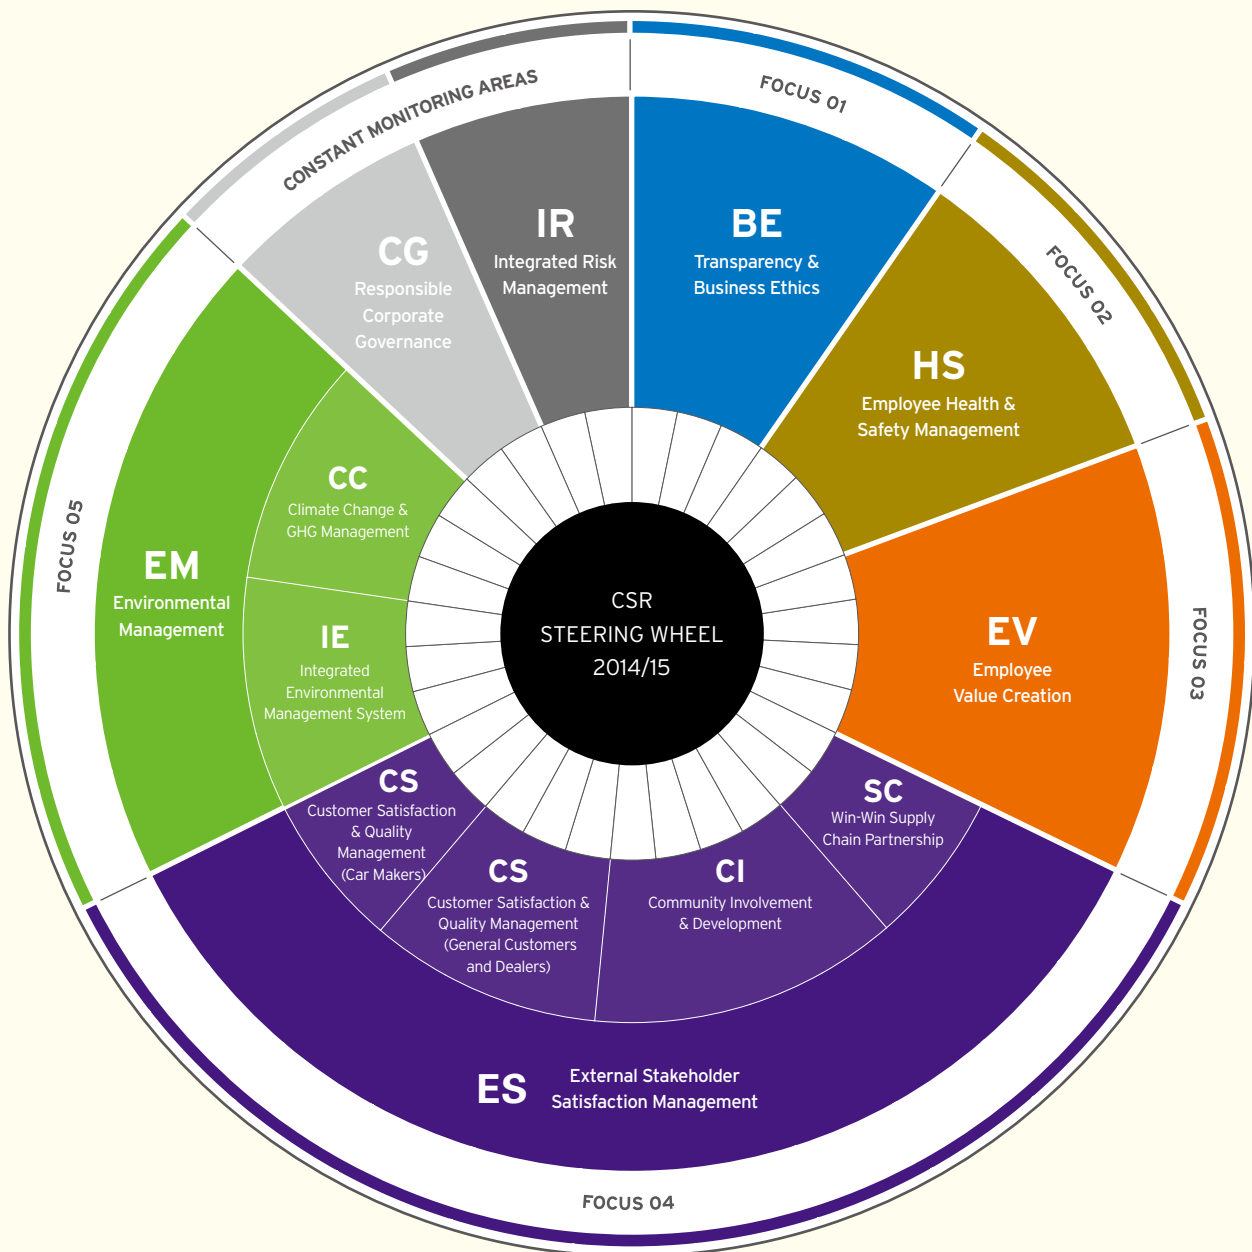 CONSTANT MONITORING AREAS
FOCUS 01
FOCUS 02
FOCUS 03
FOCUS 04
FOCUS 05
CG
Responsible
Corporate
Governance
IR
Integrated Risk
Management
BE
Transparency &
Business Ethics
HS
Employee Health &
Safety Management
EV
Employee
Value Creation
EM
Environmental
Management
CC
Climate Change &
GHG Management
IE
Integrated
Environmental
Management System
CSR
STEERING WHEEL
2014/15
CS
Customer Satisfaction
& Quality
Management
(Car Makers)
CS
Customer Satisfaction &
Quality Management
(General Customers
and Dealers)
CI
Community Involvement
& Development
SC
Win-Win Supply
Chain Partnership
ES
External Stakeholder
Satisfaction Management